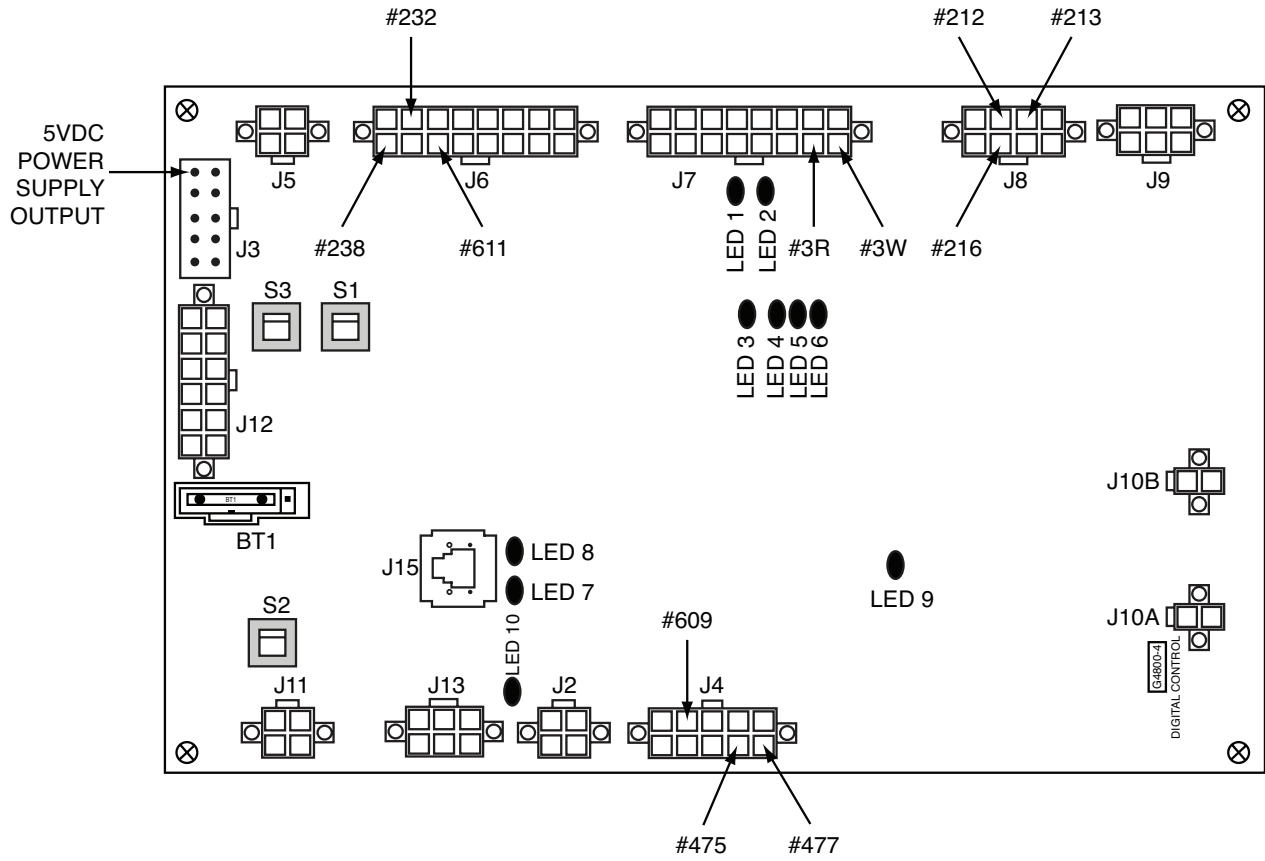 #232
#212
#213
5VDC
POWER
SUPPLY
OUTPUT
J5
J6
J7
J8
J9
#238
#611
LED 1
LED 2
#3R
#3W
#216
J3
S3
S1
LED 3
LED 4
LED 5
LED 6
J12
BT1
BT1
J10B
J15
LED 8
LED 7
LED 9
J10A
S2
LED 10
#609
G4800-4
DIGITAL CONTROL
J11
J13
J2
J4
#475
#477